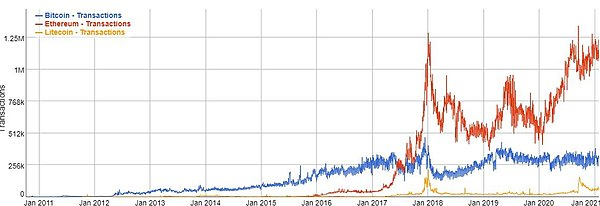 Bitcoin - Transactions
Ethereum - Transactions
Litecoin - Transactions
Transactions
1.25M
1M
768k
512k
256k
0
Jan 2011 Jan 2012 Jan 2013 Jan 2014 Jan 2015 Jan 2016 Jan 2017 Jan 2018 Jan 2019 Jan 2020 Jan 2021